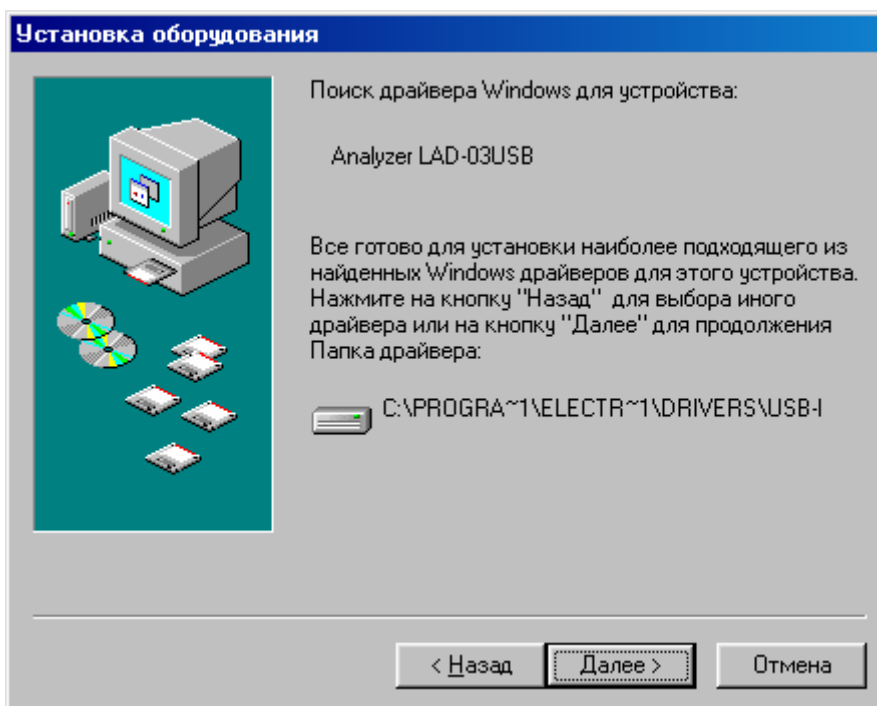 Установка оборудования
Поиск драйвера Windows для устройства:
Analyzer LAD-03USB
Все готово для установки наиболее подходящего из
найденных Windows драйверов для этого устройства.
Нажмите на кнопку "Назад" для выбора иного
драйвера или на кнопку "Далее" для продолжения
Папка драйвера:
C:\PROGRA~1\ELECTR~1\DRIVERS\USB-I
< Назад
Далее >
Отмена